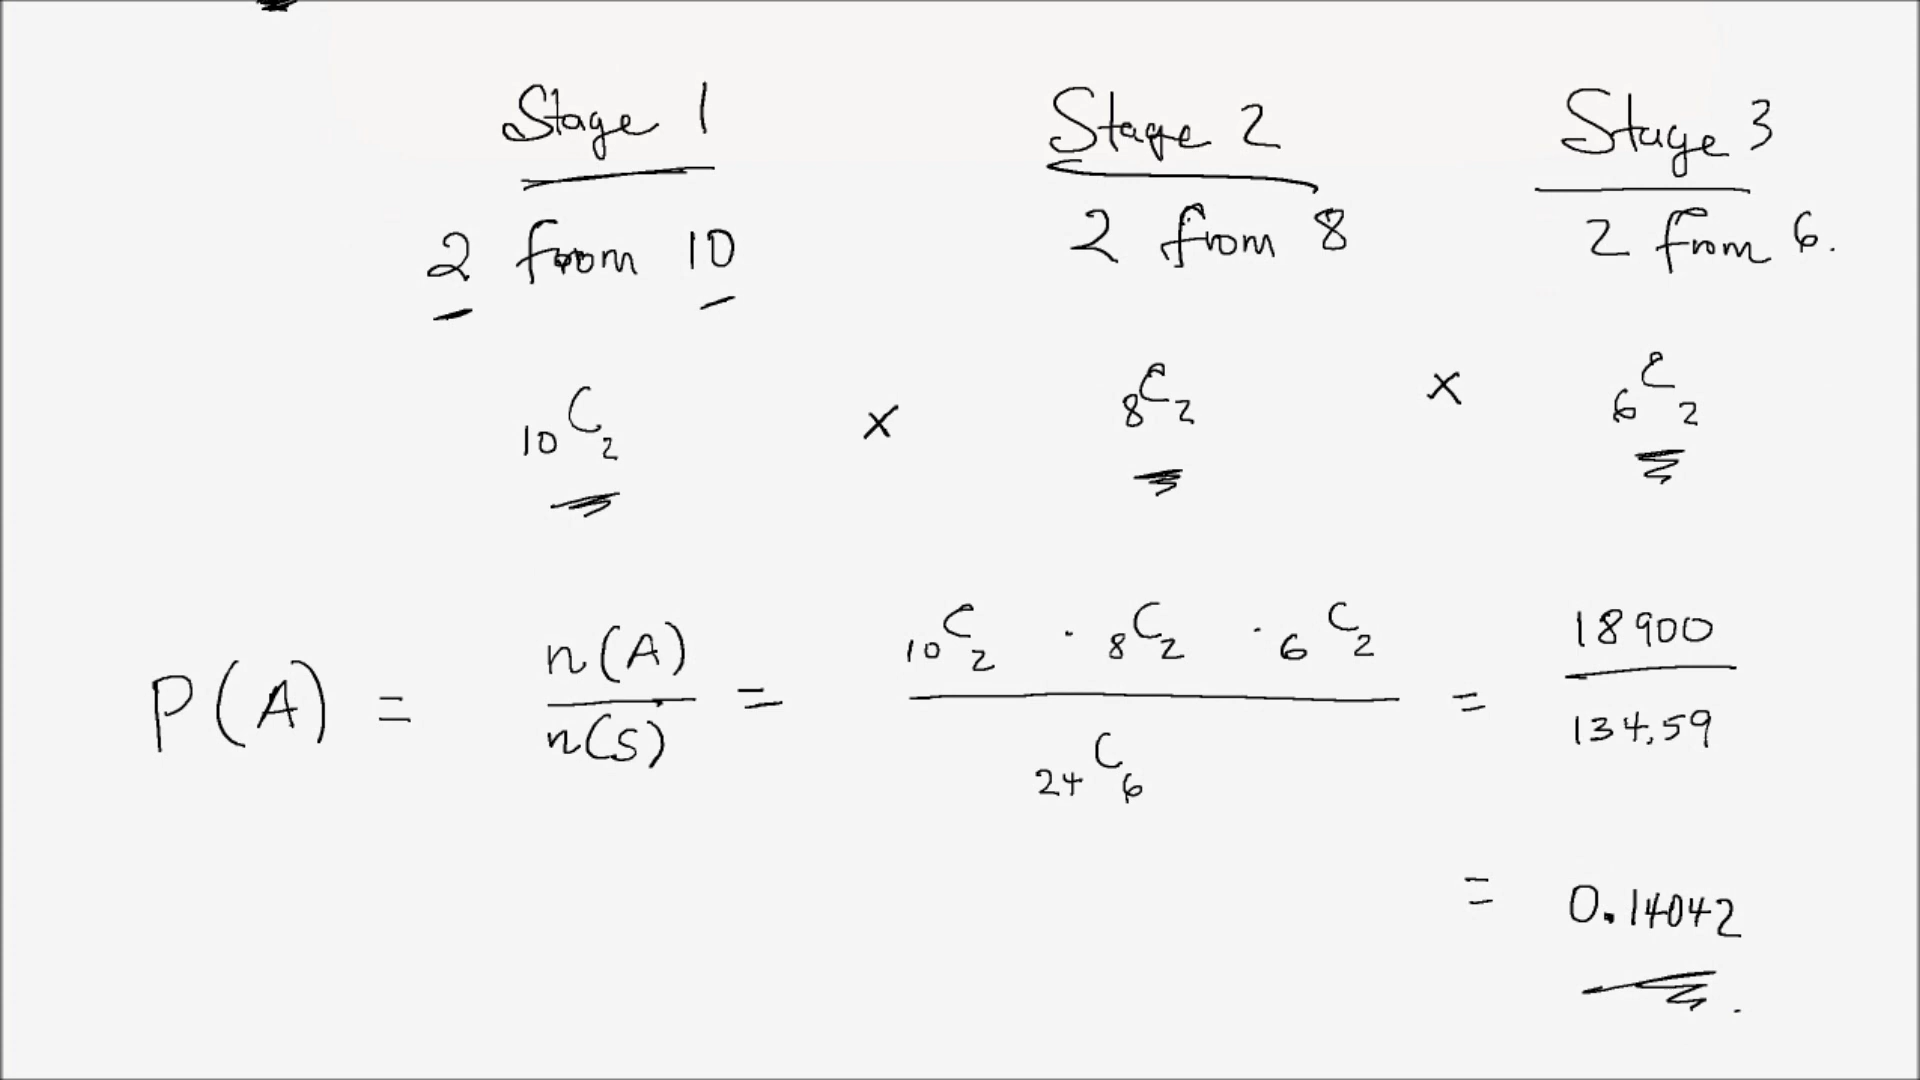 Stage 1 Stage 2 Stage 3
2 from 10 2 from 8 2 from 6.
10C2 × 8C2 × 6C2
P(A) = n(A)/n(S) = 10C2 · 8C2 · 6C2 / 24C6 = 18900/134,59
= 0.14042